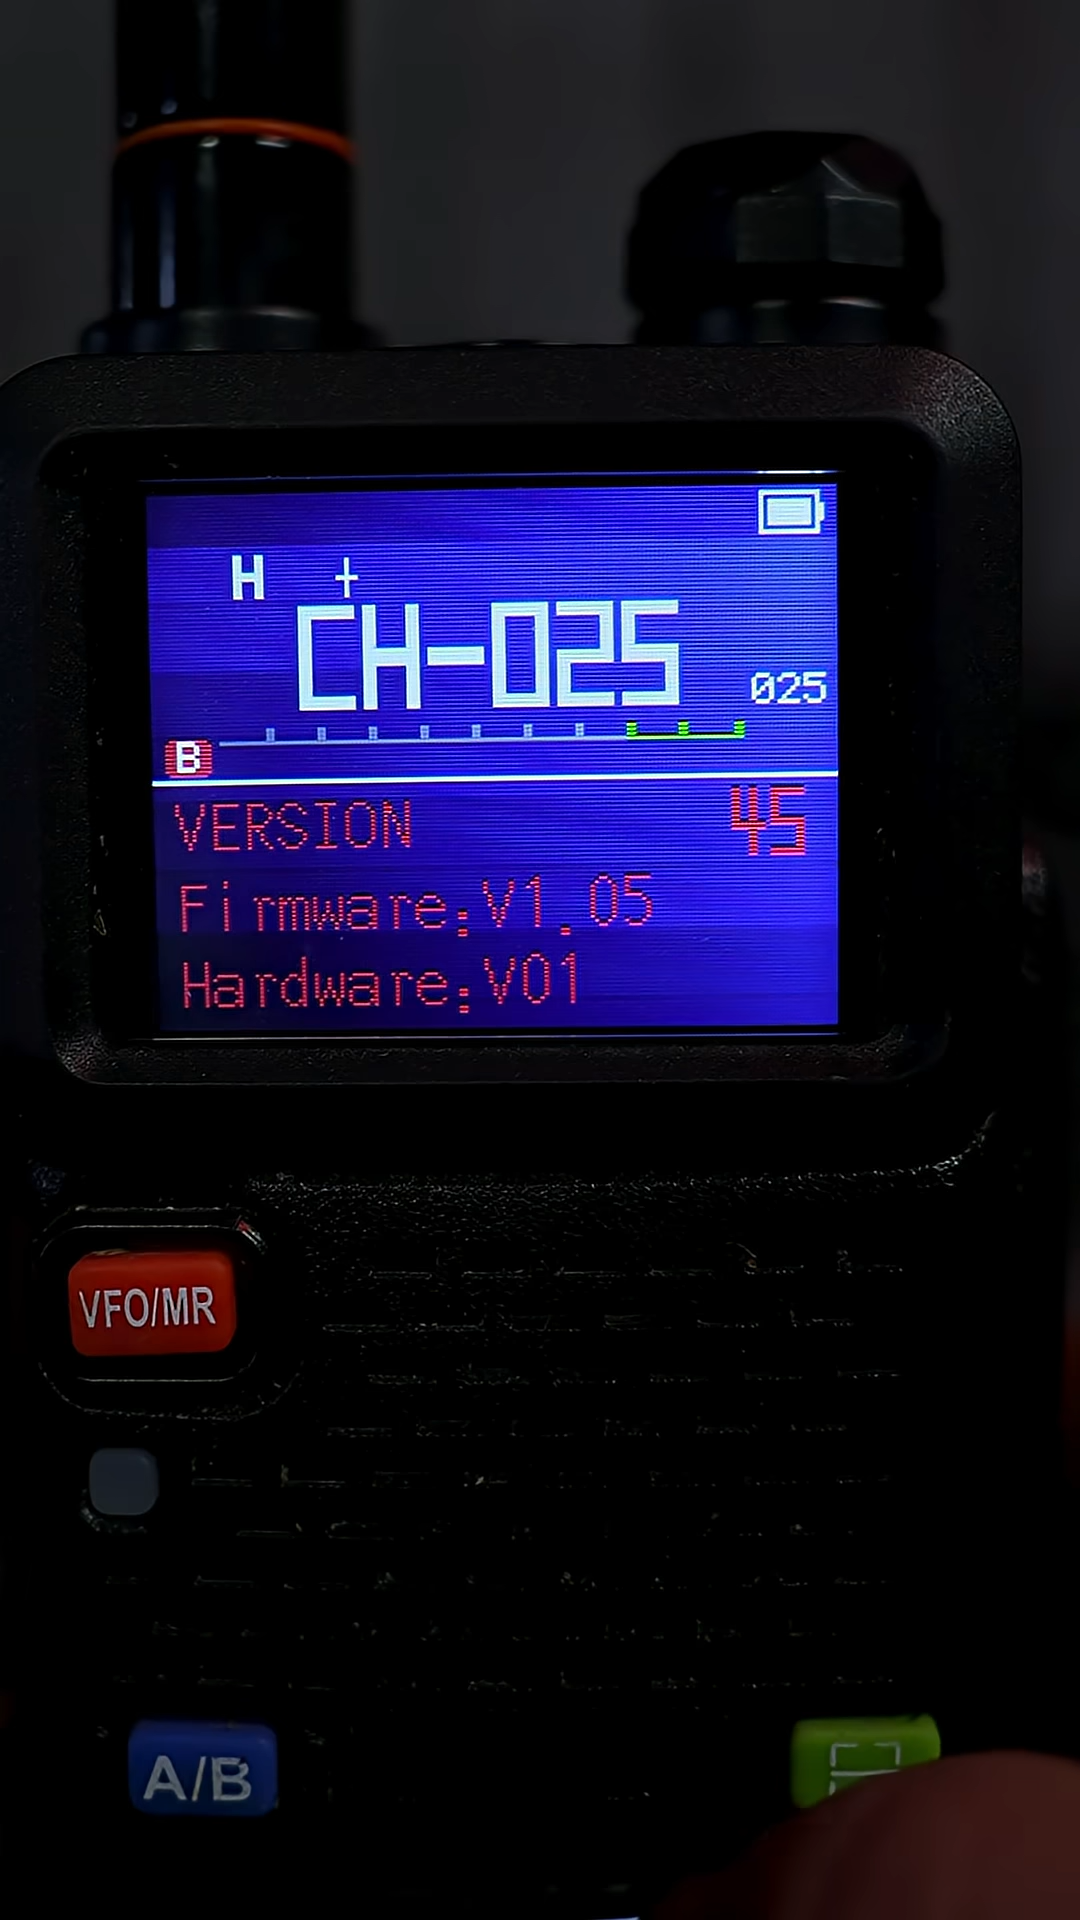 H +
CH-025
025
B
VERSION 45
Firmware:V1.05
Hardware:V01
VFO/MR
A/B